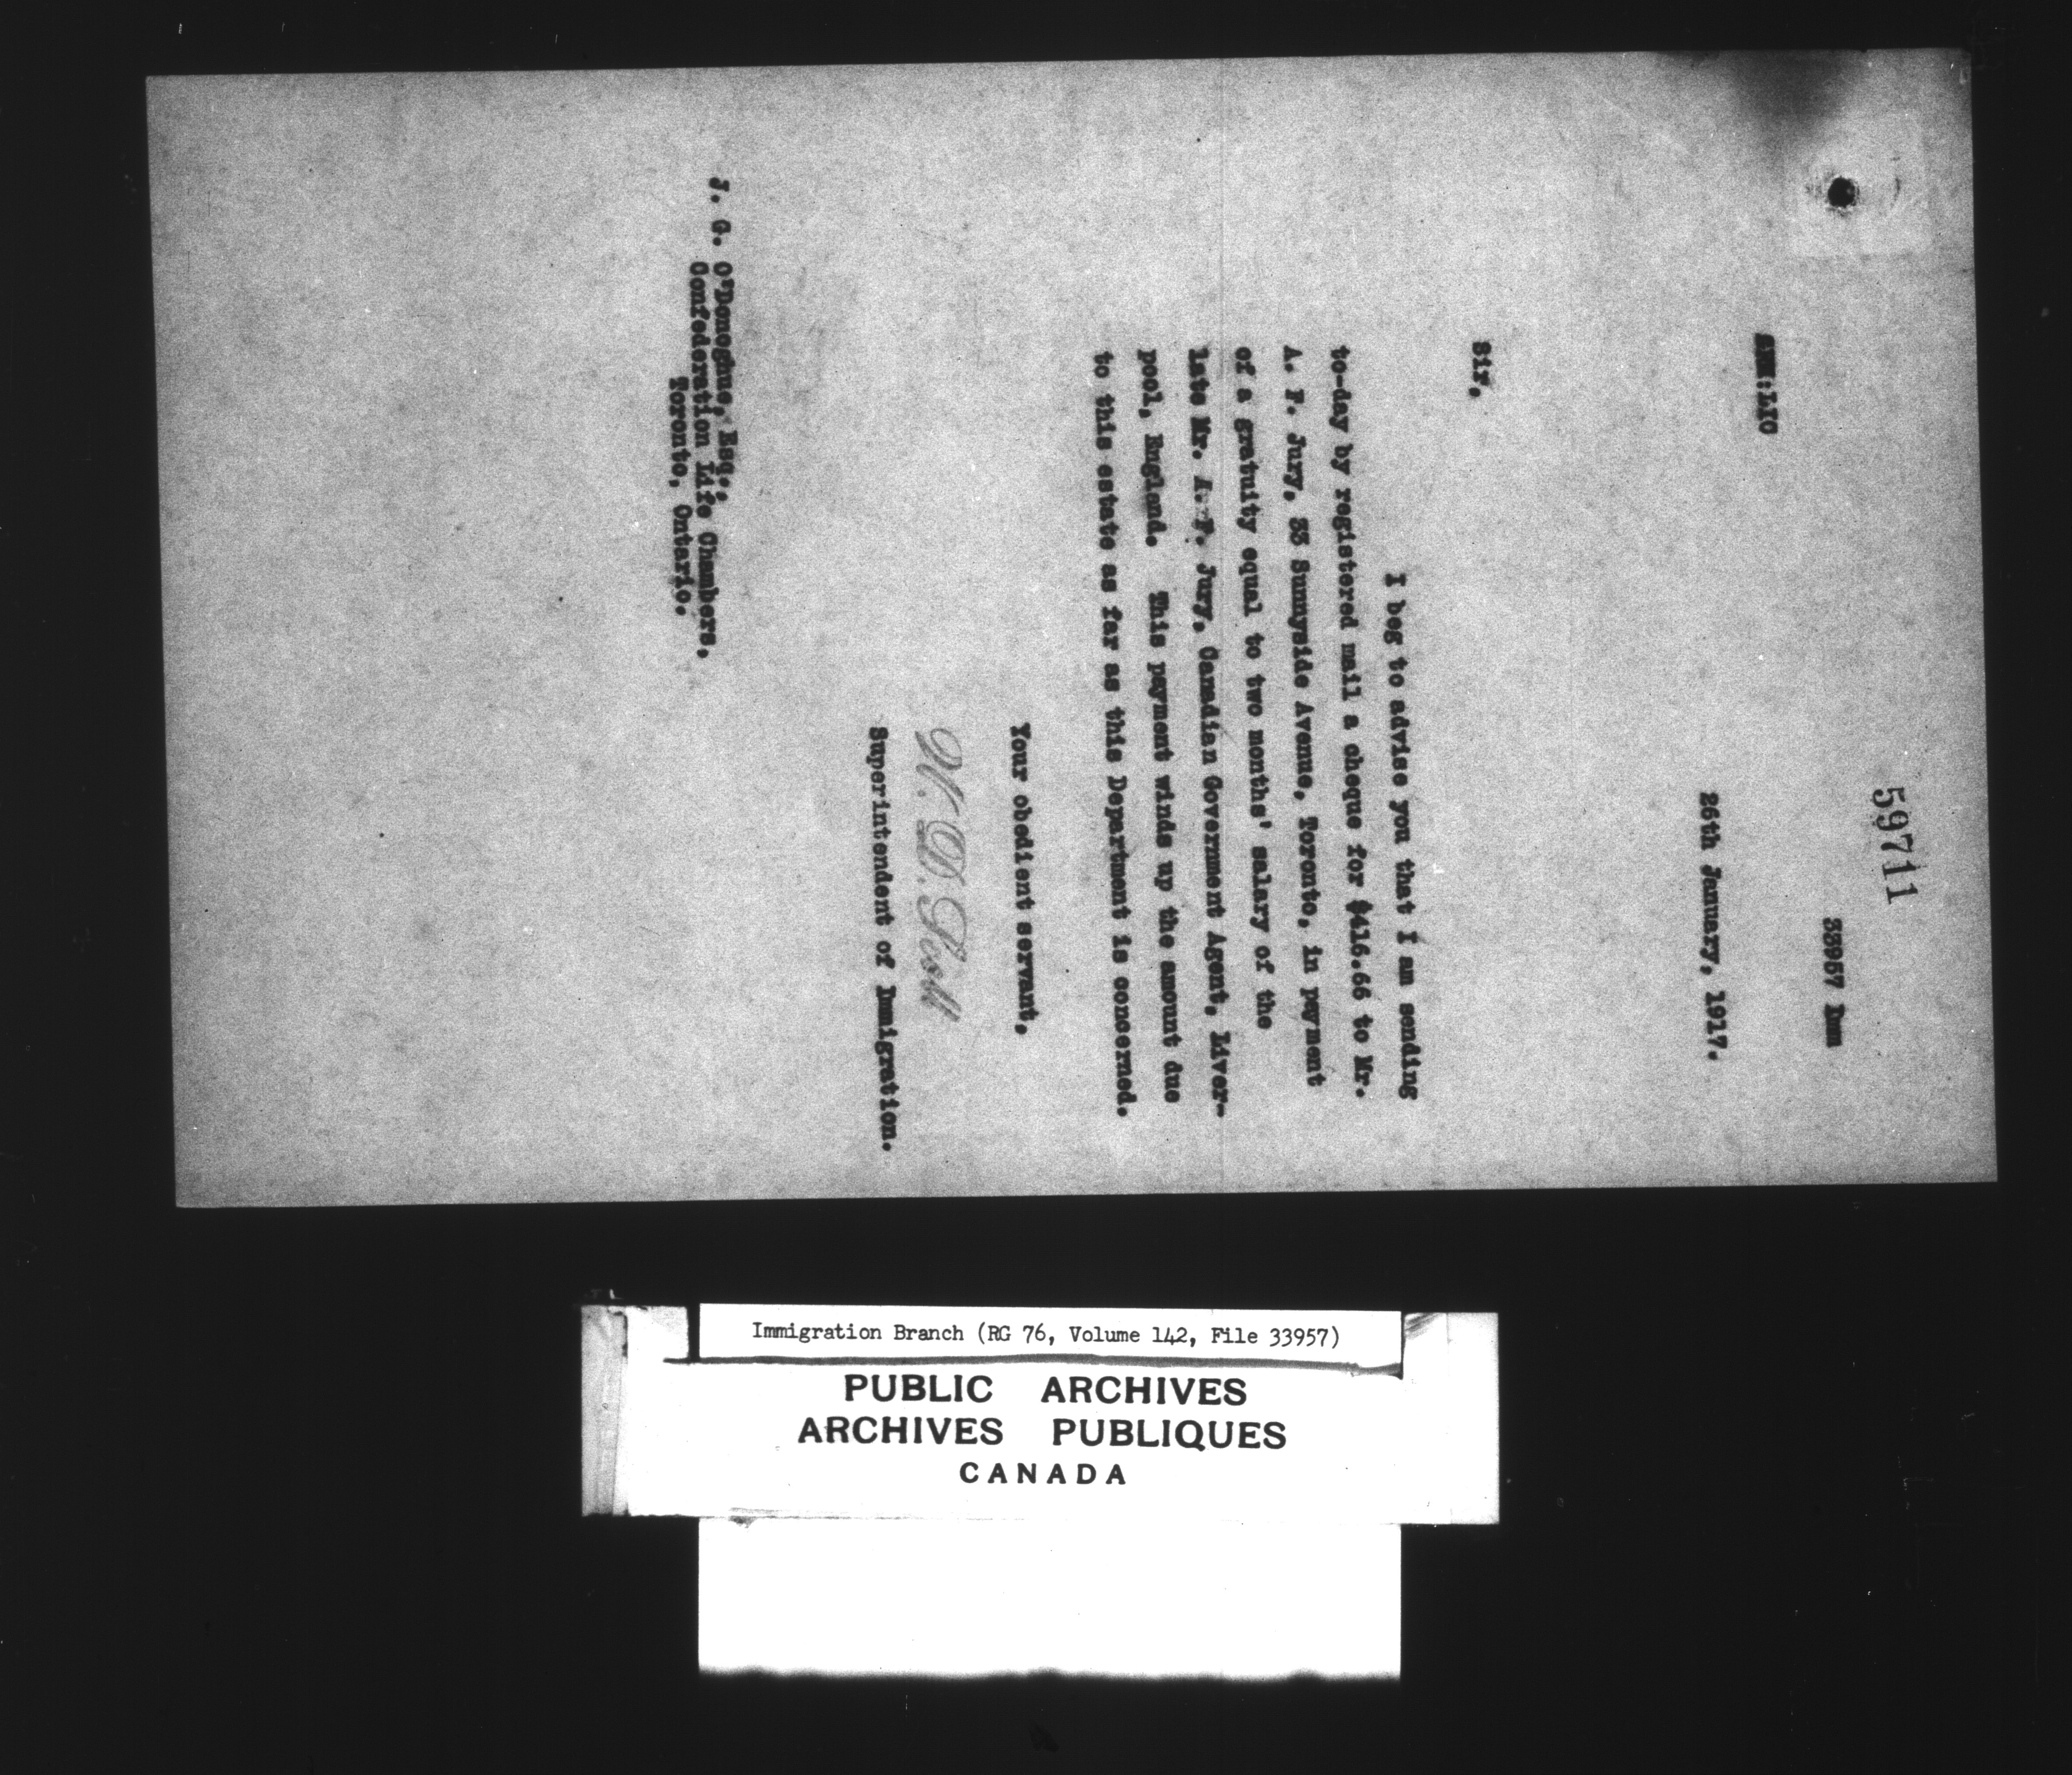 59711
33957 Imm
26th January, 1917.
Sir,
I beg to advise you that I am sending
to-day by registered mail a cheque for $416.66 to Mr.
A. F. Jury, 33 Sunnyside Avenue, Toronto, in payment
of a gratuity equal to two months' salary of the
late Mr. A. F. Jury, Canadian Government Agent, Liver-
pool, England. This payment winds up the amount due
to this estate as far as this Department is concerned.
Your obedient servant,
W. D. Scott
Superintendent of Immigration.
J. G. O'Donoghue, Esq.,
Confederation Life Chambers,
Toronto, Ontario.
Immigration Branch (RG 76, Volume 142, File 33957)
PUBLIC ARCHIVES
ARCHIVES PUBLIQUES
CANADA